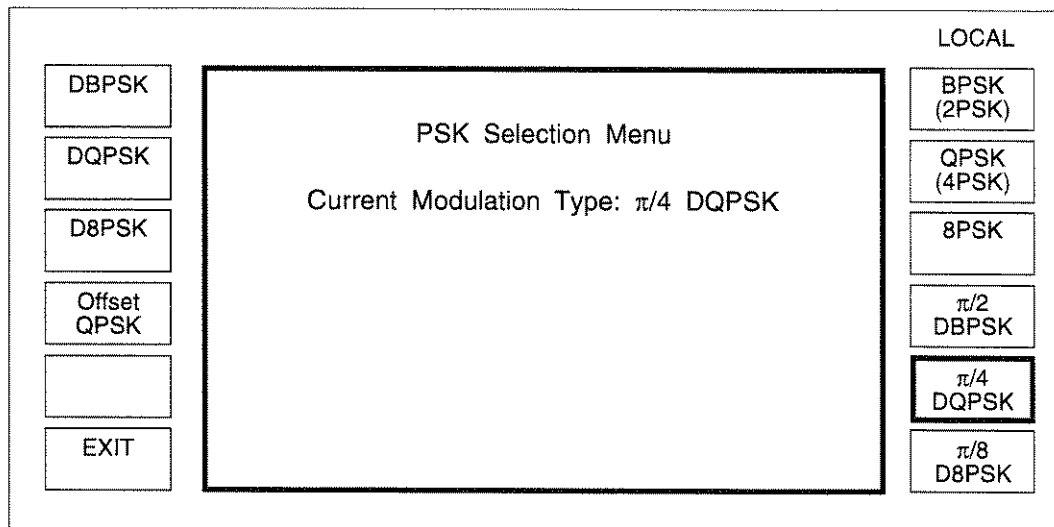 LOCAL
DBPSK
DQPSK
D8PSK
Offset
QPSK
EXIT
PSK Selection Menu
Current Modulation Type: π/4 DQPSK
BPSK
(2PSK)
QPSK
(4PSK)
8PSK
π/2
DBPSK
π/4
DQPSK
π/8
D8PSK